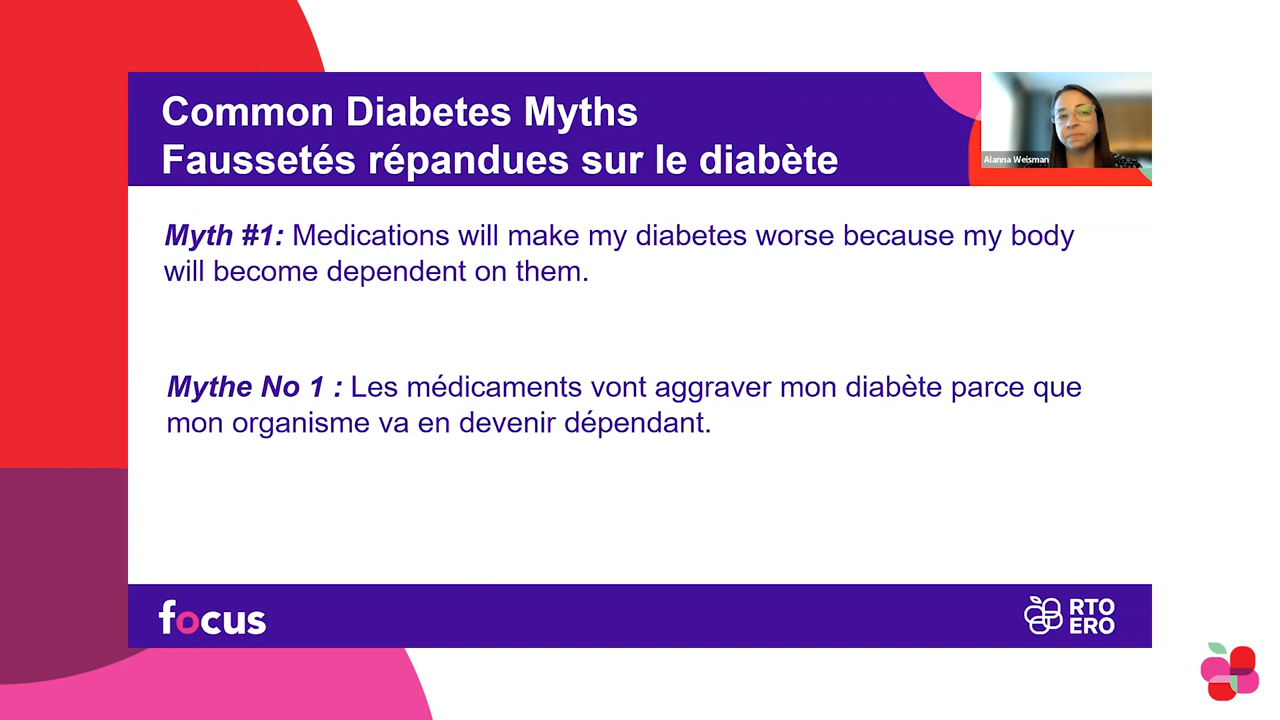 Common Diabetes Myths
Faussetés répandues sur le diabète
Alanna Weisman
Myth #1: Medications will make my diabetes worse because my body
will become dependent on them.
Mythe No 1 : Les médicaments vont aggraver mon diabète parce que
mon organisme va en devenir dépendant.
focus
RTO
ERO